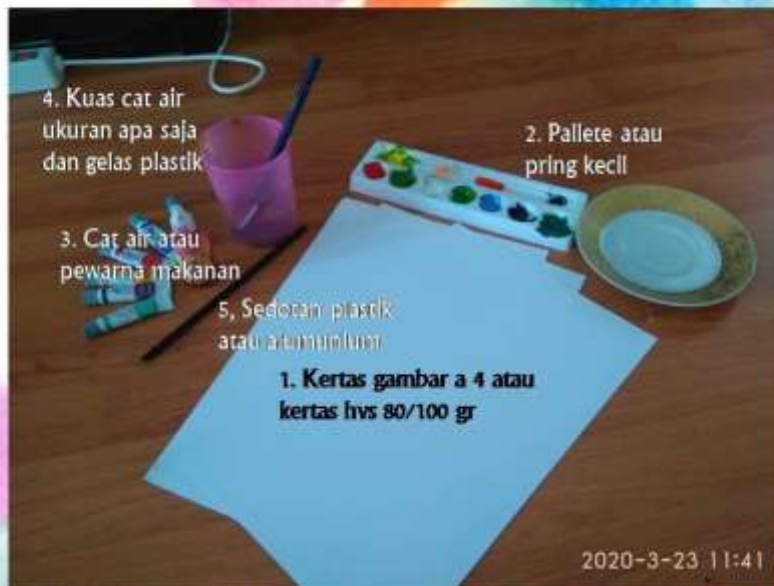 4. Kuas cat air
ukuran apa saja
dan gelas plastik
2. Pallete atau
pring kecil
3. Cat air atau
pewarna makanan
5, Sedotan plastik
atau alumunium
1. Kertas gambar a 4 atau
kertas hvs 80/100 gr
2020-3-23 11:41